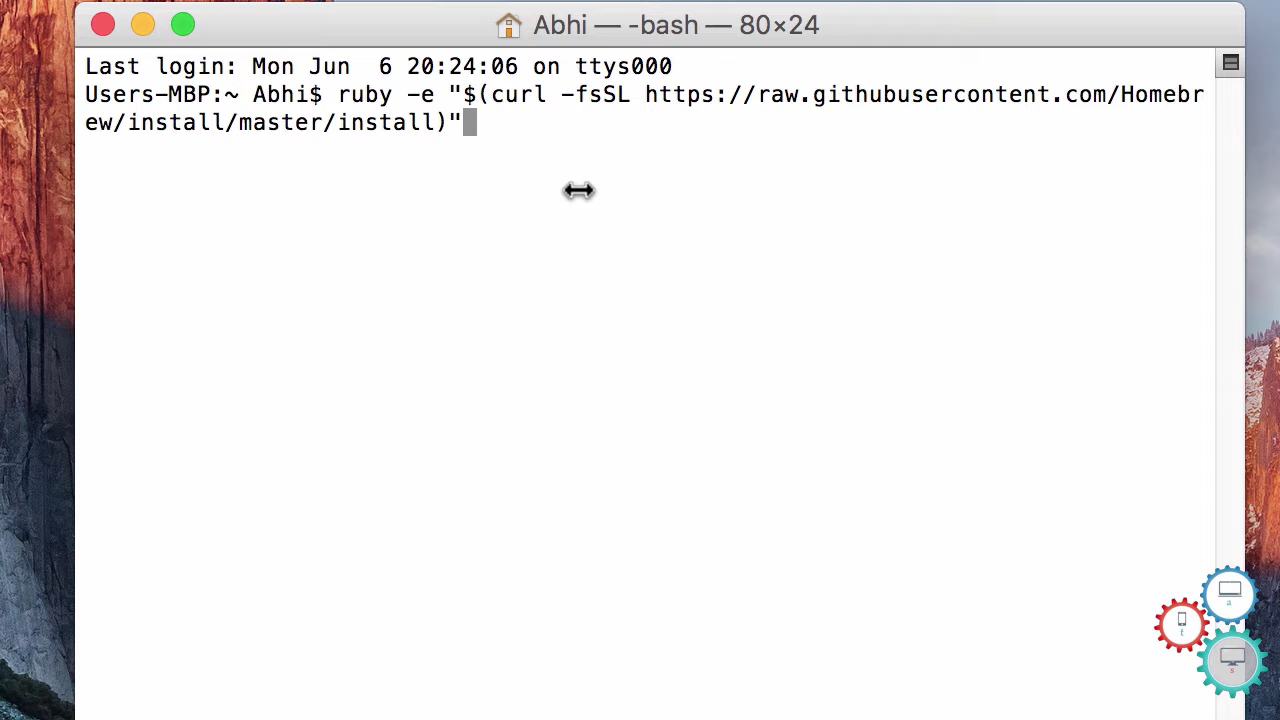 Abhi — -bash — 80×24
Last login: Mon Jun  6 20:24:06 on ttys000
Users-MBP:~ Abhi$ ruby -e "$(curl -fsSL https://raw.githubusercontent.com/Homebr
ew/install/master/install)"
a
t
s